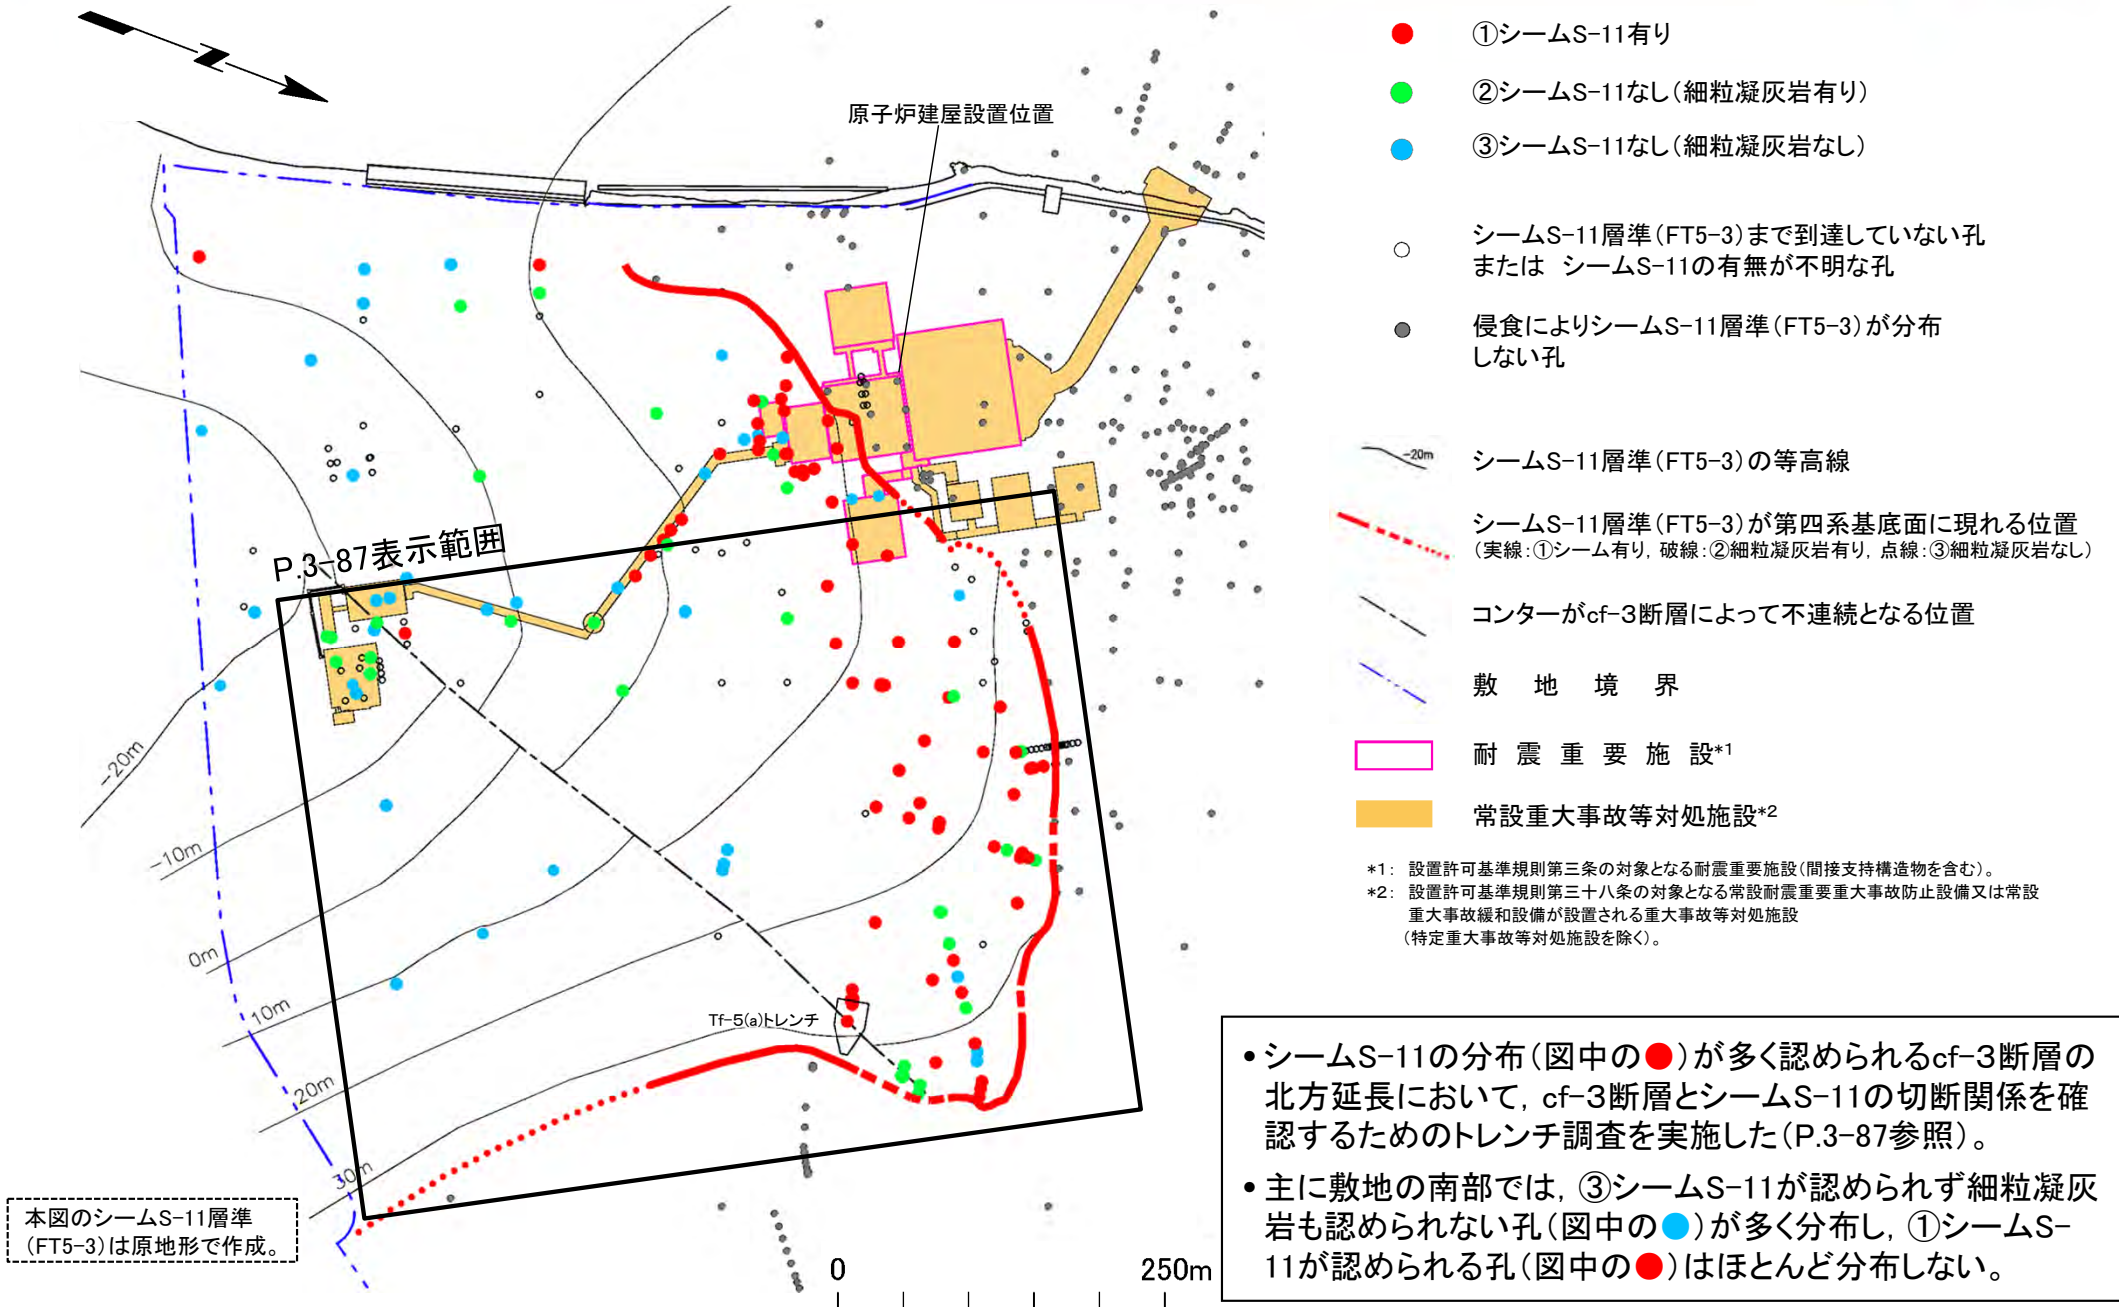 ①シームS-11有り
②シームS-11なし(細粒凝灰岩有り)
③シームS-11なし(細粒凝灰岩なし)
シームS-11層準(FT5-3)まで到達していない孔
または シームS-11の有無が不明な孔
侵食によりシームS-11層準(FT5-3)が分布
しない孔
-20m
シームS-11層準(FT5-3)の等高線
シームS-11層準(FT5-3)が第四系基底面に現れる位置
(実線:①シーム有り, 破線:②細粒凝灰岩有り, 点線:③細粒凝灰岩なし)
コンターがcf-3断層によって不連続となる位置
敷 地 境 界
耐 震 重 要 施 設*1
常設重大事故等対処施設*2
*1: 設置許可基準規則第三条の対象となる耐震重要施設(間接支持構造物を含む)。
*2: 設置許可基準規則第三十八条の対象となる常設耐震重要重大事故防止設備又は常設
重大事故緩和設備が設置される重大事故等対処施設
(特定重大事故等対処施設を除く)。
原子炉建屋設置位置
P.3-87表示範囲
-20m
-10m
0m
10m
20m
30m
Tf-5(a)トレンチ
本図のシームS-11層準
(FT5-3)は原地形で作成。
0
250m
• シームS-11の分布(図中の●)が多く認められるcf-3断層の
北方延長において, cf-3断層とシームS-11の切断関係を確
認するためのトレンチ調査を実施した(P.3-87参照)。
• 主に敷地の南部では, ③シームS-11が認められず細粒凝灰
岩も認められない孔(図中の●)が多く分布し, ①シームS-
11が認められる孔(図中の●)はほとんど分布しない。